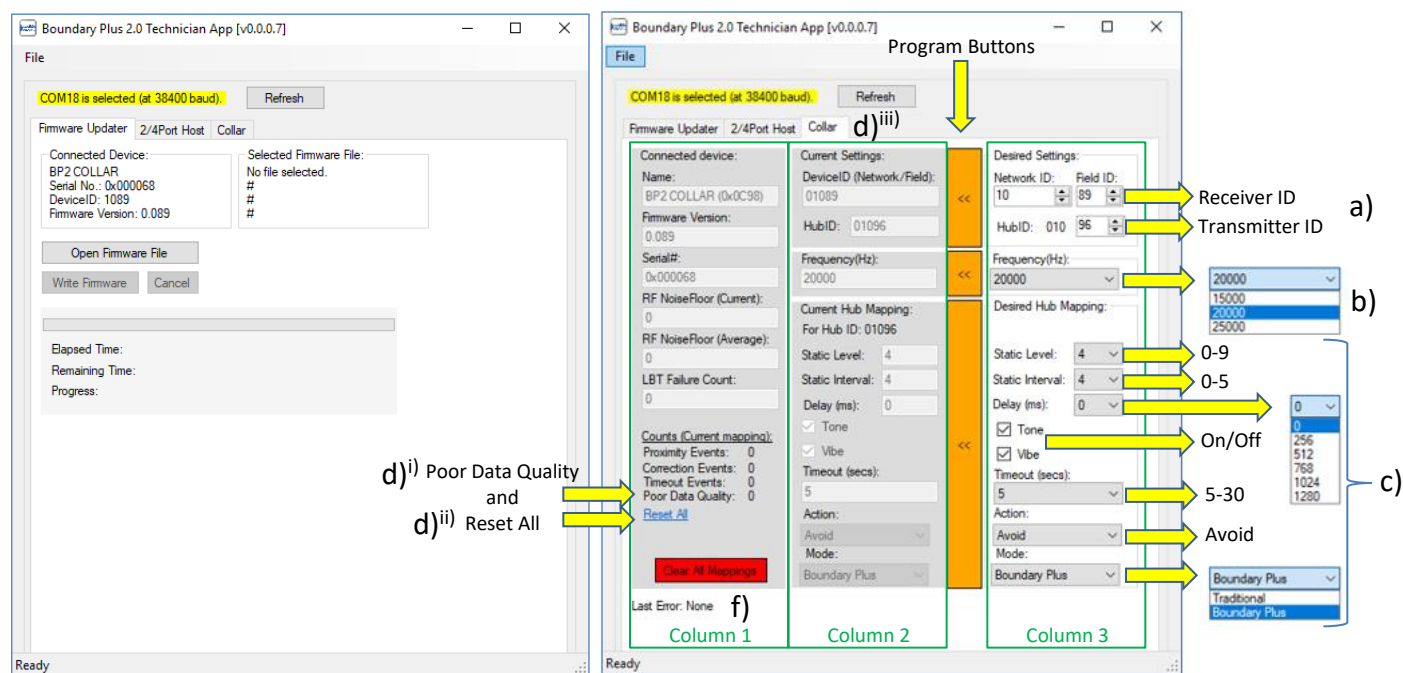 Boundary Plus 2.0 Technician App [v0.0.0.7]
File
COM18 is selected (at 38400 baud).
Refresh
Firmware Updater
2/4Port Host
Collar
Connected Device:
BP2 COLLAR
Serial No.: 0x000068
DeviceID: 1089
Firmware Version: 0.089
Selected Firmware File:
No file selected.
#
#
#
Open Firmware File
Write Firmware
Cancel
Elapsed Time:
Remaining Time:
Progress:
Ready
Boundary Plus 2.0 Technician App [v0.0.0.7]
File
Program Buttons
COM18 is selected (at 38400 baud).
Refresh
Firmware Updater
2/4Port Host
Collar
d) iii)
Connected device:
Name:
BP2 COLLAR (0x0C98)
Firmware Version:
0.089
Serial#:
0x000068
RF NoiseFloor (Current):
0
RF NoiseFloor (Average):
0
LBT Failure Count:
0
Counts (Current mapping):
Proximity Events: 0
Correction Events: 0
Timeout Events: 0
Poor Data Quality: 0
Reset All
Clear All Mappings
Last Error: None
f)
Column 1
d) i) Poor Data Quality
and
d) ii) Reset All
Current Settings:
DeviceID (Network/Field):
01089
HubID: 01096
Frequency(Hz):
20000
Current Hub Mapping:
For Hub ID: 01096
Static Level: 4
Static Interval: 4
Delay (ms): 0
Tone
Vibe
Timeout (secs):
5
Action:
Avoid
Mode:
Boundary Plus
Column 2
<<
<<
<<
Desired Settings:
Network ID: Field ID:
10 89
HubID: 010 96
Frequency(Hz):
20000
Desired Hub Mapping:
Static Level: 4
Static Interval: 4
Delay (ms): 0
Tone
Vibe
Timeout (secs):
5
Action:
Avoid
Mode:
Boundary Plus
Column 3
Ready
Receiver ID
a)
Transmitter ID
20000
15000
20000
25000
b)
0-9
0-5
0
0
256
512
768
1024
1280
On/Off
c)
5-30
Avoid
Boundary Plus
Traditional
Boundary Plus